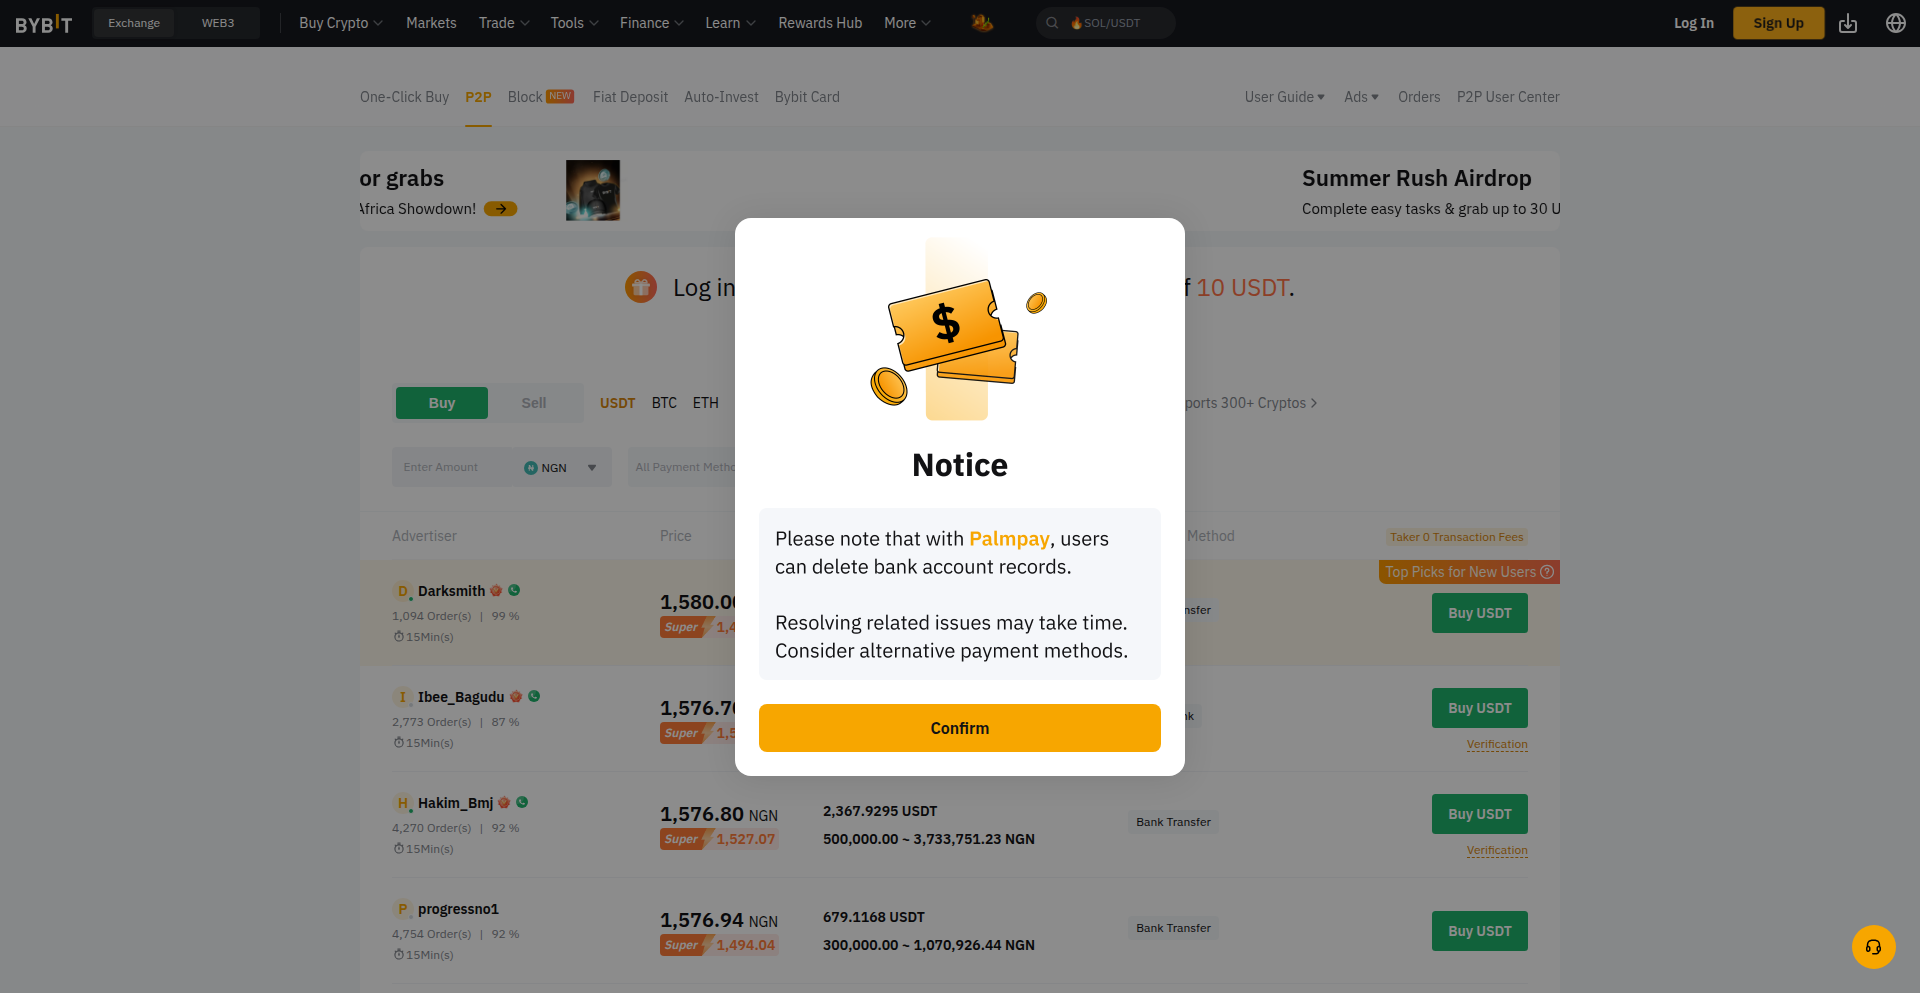 BYBIT Exchange WEB3 Buy Crypto Markets Trade Tools Finance Learn Rewards Hub More SOL/USDT Log In Sign Up
One-Click Buy P2P Block NEW Fiat Deposit Auto-Invest Bybit Card User Guide Ads Orders P2P User Center
or grabs
Africa Showdown!
Summer Rush Airdrop
Complete easy tasks & grab up to 30 U
Log in
10 USDT.
Buy Sell USDT BTC ETH
ports 300+ Cryptos
Enter Amount NGN All Payment Metho
$
Notice
Please note that with Palmpay, users
can delete bank account records.
Resolving related issues may take time.
Consider alternative payment methods.
Confirm
Advertiser Price Method Taker 0 Transaction Fees
Top Picks for New Users
D Darksmith
1,094 Order(s) | 99 %
15Min(s)
1,580.0
Super 1,4
nsfer
Buy USDT
I Ibee_Bagudu
2,773 Order(s) | 87 %
15Min(s)
1,576.7
Super 1,5
nk
Buy USDT
Verification
H Hakim_Bmj
4,270 Order(s) | 92 %
15Min(s)
1,576.80 NGN
Super 1,527.07
2,367.9295 USDT
500,000.00 ~ 3,733,751.23 NGN
Bank Transfer
Buy USDT
Verification
P progressno1
4,754 Order(s) | 92 %
15Min(s)
1,576.94 NGN
Super 1,494.04
679.1168 USDT
300,000.00 ~ 1,070,926.44 NGN
Bank Transfer
Buy USDT